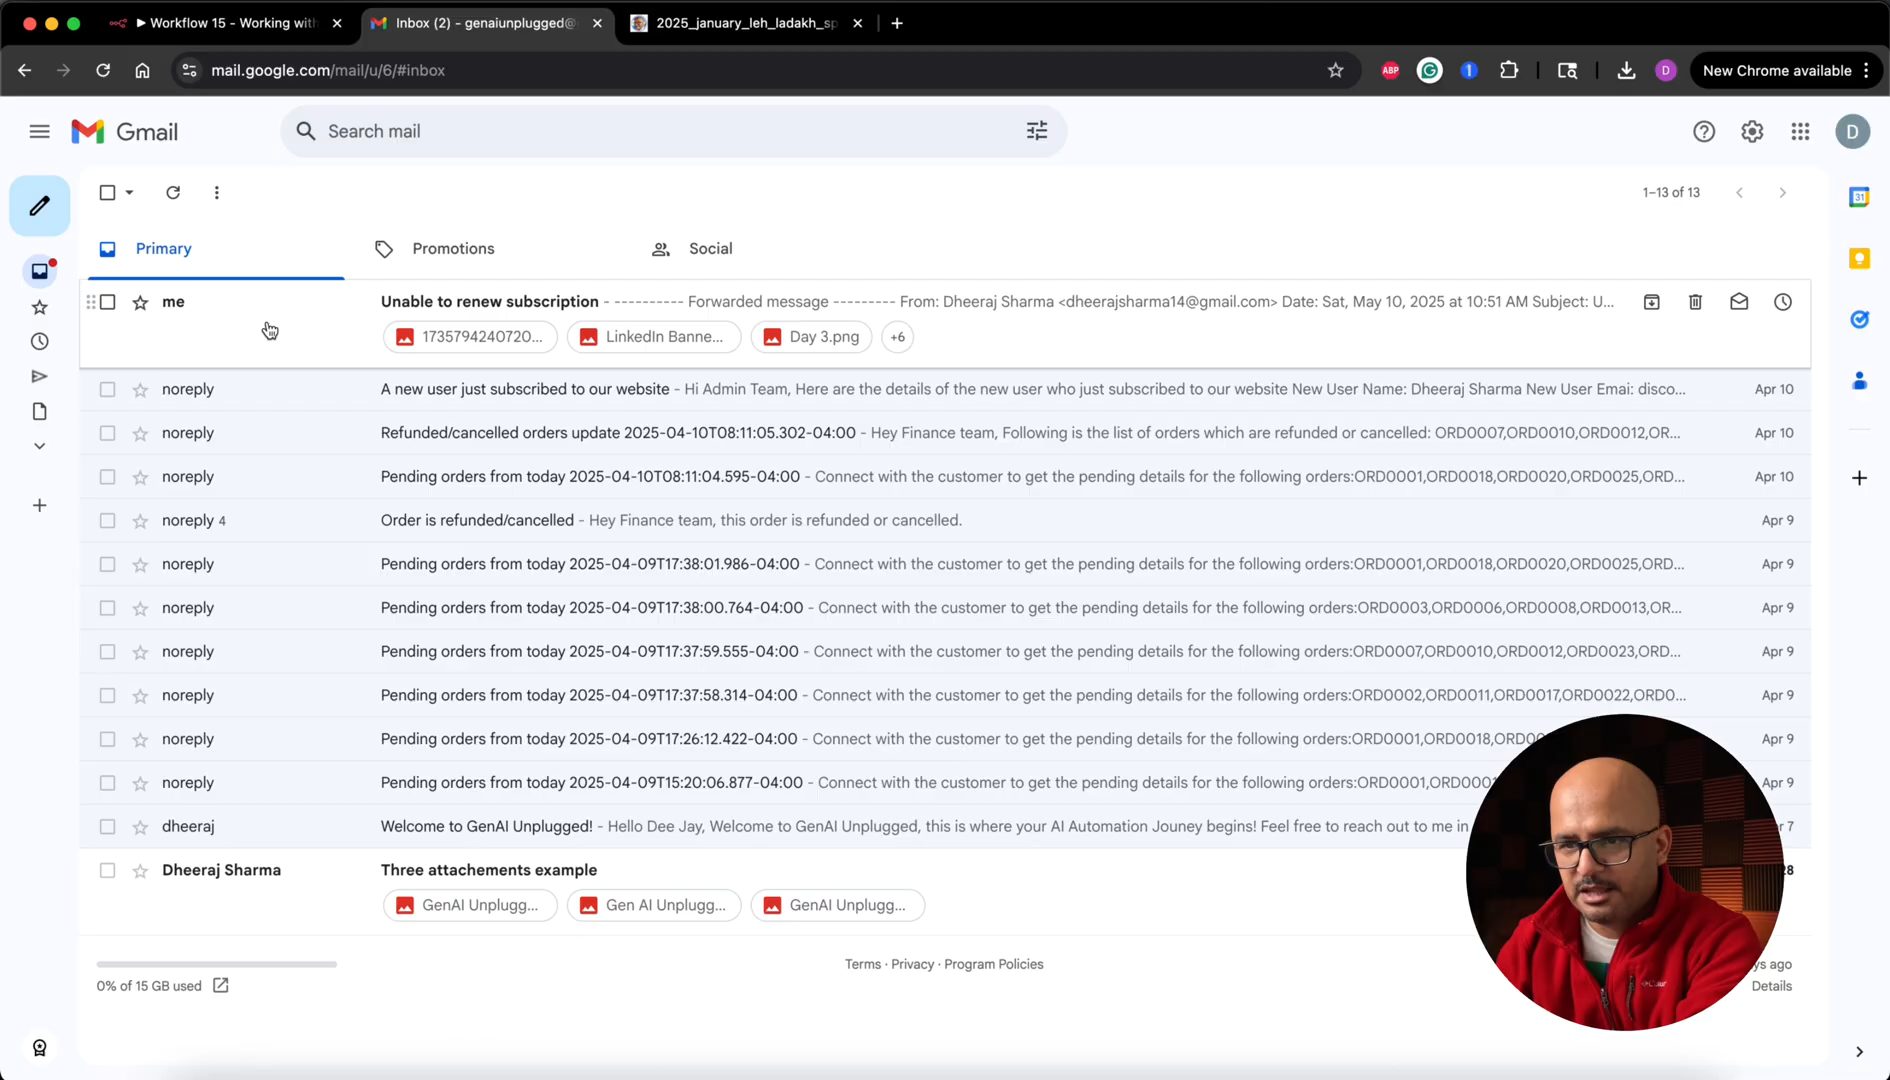 Workflow 15 - Working with
Inbox (2) - genaiunplugged@
2025_january_leh_ladakh_sp
mail.google.com/mail/u/6/#inbox
ABP
1
D
New Chrome available
Gmail
Search mail
D
1–13 of 13
31
Primary
Promotions
Social
me
Unable to renew subscription - ---------- Forwarded message --------- From: Dheeraj Sharma <dheerajsharma14@gmail.com> Date: Sat, May 10, 2025 at 10:51 AM Subject: U...
1735794240720...
LinkedIn Banne...
Day 3.png
+6
noreply
A new user just subscribed to our website - Hi Admin Team, Here are the details of the new user who just subscribed to our website New User Name: Dheeraj Sharma New User Emai: disco...
Apr 10
noreply
Refunded/cancelled orders update 2025-04-10T08:11:05.302-04:00 - Hey Finance team, Following is the list of orders which are refunded or cancelled: ORD0007,ORD0010,ORD0012,OR...
Apr 10
noreply
Pending orders from today 2025-04-10T08:11:04.595-04:00 - Connect with the customer to get the pending details for the following orders:ORD0001,ORD0018,ORD0020,ORD0025,ORD...
Apr 10
noreply 4
Order is refunded/cancelled - Hey Finance team, this order is refunded or cancelled.
Apr 9
noreply
Pending orders from today 2025-04-09T17:38:01.986-04:00 - Connect with the customer to get the pending details for the following orders:ORD0001,ORD0018,ORD0020,ORD0025,ORD...
Apr 9
noreply
Pending orders from today 2025-04-09T17:38:00.764-04:00 - Connect with the customer to get the pending details for the following orders:ORD0003,ORD0006,ORD0008,ORD0013,OR...
Apr 9
noreply
Pending orders from today 2025-04-09T17:37:59.555-04:00 - Connect with the customer to get the pending details for the following orders:ORD0007,ORD0010,ORD0012,ORD0023,ORD...
Apr 9
noreply
Pending orders from today 2025-04-09T17:37:58.314-04:00 - Connect with the customer to get the pending details for the following orders:ORD0002,ORD0011,ORD0017,ORD0022,ORD0...
Apr 9
noreply
Pending orders from today 2025-04-09T17:26:12.422-04:00 - Connect with the customer to get the pending details for the following orders:ORD0001,ORD0018,ORD0
Apr 9
noreply
Pending orders from today 2025-04-09T15:20:06.877-04:00 - Connect with the customer to get the pending details for the following orders:ORD0001,ORD000
Apr 9
dheeraj
Welcome to GenAI Unplugged! - Hello Dee Jay, Welcome to GenAI Unplugged, this is where your AI Automation Jouney begins! Feel free to reach out to me in
r 7
Dheeraj Sharma
Three attachements example
28
GenAI Unplugg...
Gen AI Unplugg...
GenAI Unplugg...
0% of 15 GB used
Terms · Privacy · Program Policies
ys ago
Details